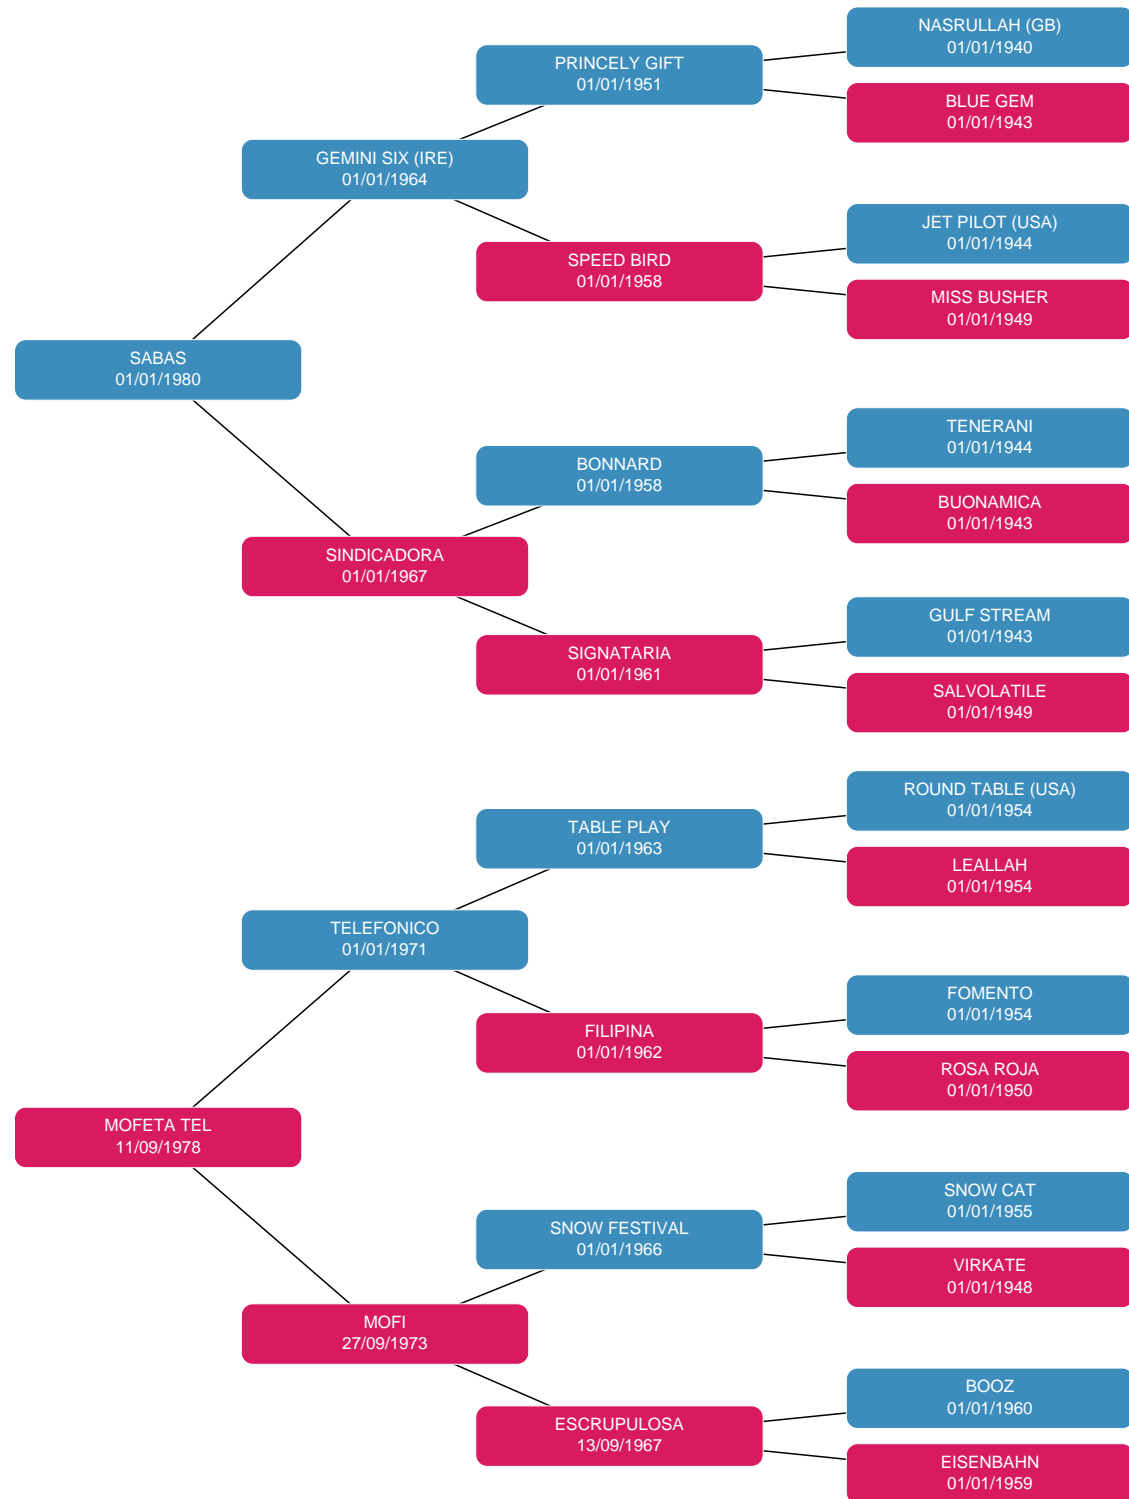 NASRULLAH (GB)
01/01/1940
PRINCELY GIFT
01/01/1951
BLUE GEM
01/01/1943
GEMINI SIX (IRE)
01/01/1964
JET PILOT (USA)
01/01/1944
SPEED BIRD
01/01/1958
MISS BUSHER
01/01/1949
SABAS
01/01/1980
TENERANI
01/01/1944
BONNARD
01/01/1958
BUONAMICA
01/01/1943
SINDICADORA
01/01/1967
GULF STREAM
01/01/1943
SIGNATARIA
01/01/1961
SALVOLATILE
01/01/1949
ROUND TABLE (USA)
01/01/1954
TABLE PLAY
01/01/1963
LEALLAH
01/01/1954
TELEFONICO
01/01/1971
FOMENTO
01/01/1954
FILIPINA
01/01/1962
ROSA ROJA
01/01/1950
MOFETA TEL
11/09/1978
SNOW CAT
01/01/1955
SNOW FESTIVAL
01/01/1966
VIRKATE
01/01/1948
MOFI
27/09/1973
BOOZ
01/01/1960
ESCRUPULOSA
13/09/1967
EISENBAHN
01/01/1959